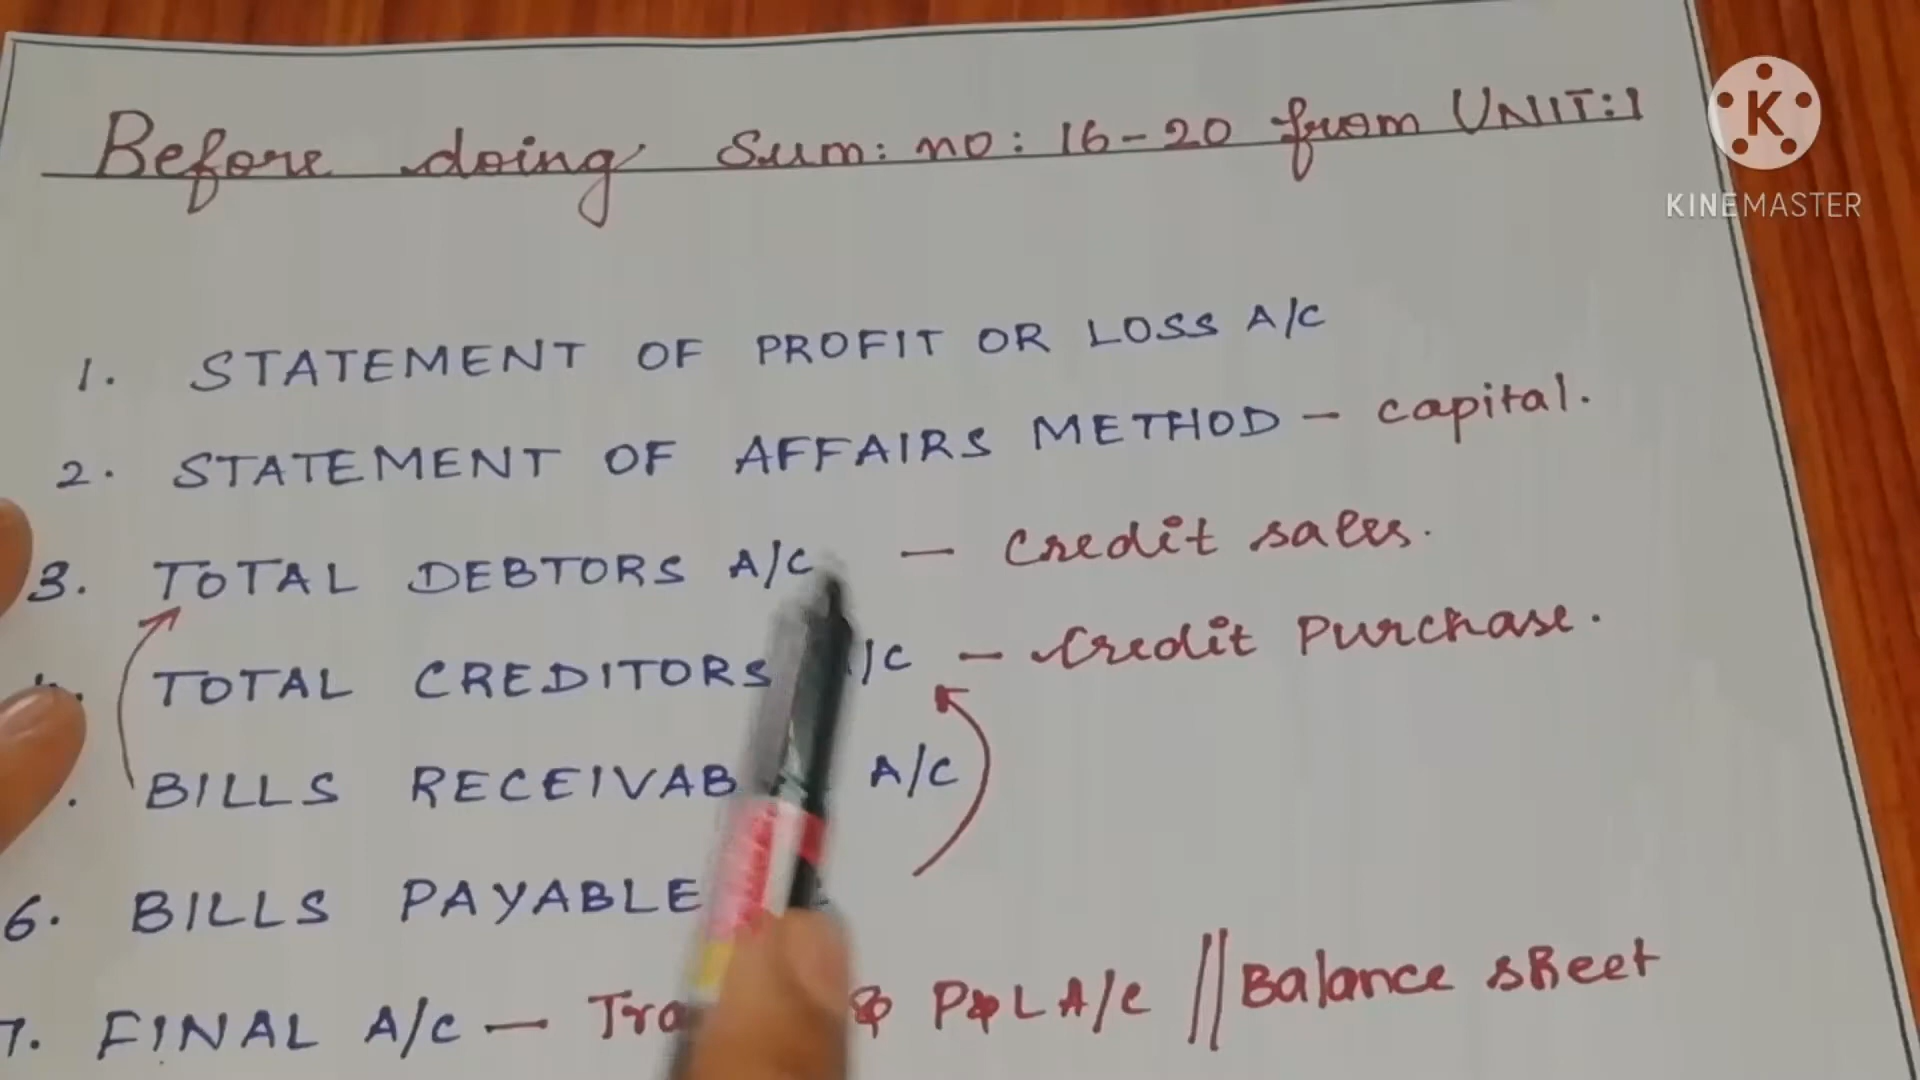 Before doing Sum: no: 16-20 from UNIT:1
K
KINEMASTER
1. STATEMENT OF PROFIT OR LOSS A/C
2. STATEMENT OF AFFAIRS METHOD - capital.
3. TOTAL DEBTORS A/C - Credit sales.
TOTAL CREDITORS A/C - Credit Purchase.
BILLS A/C
6. BILLS PAYABLE
7. FINAL A/C - & P&L A/C || Balance sheet